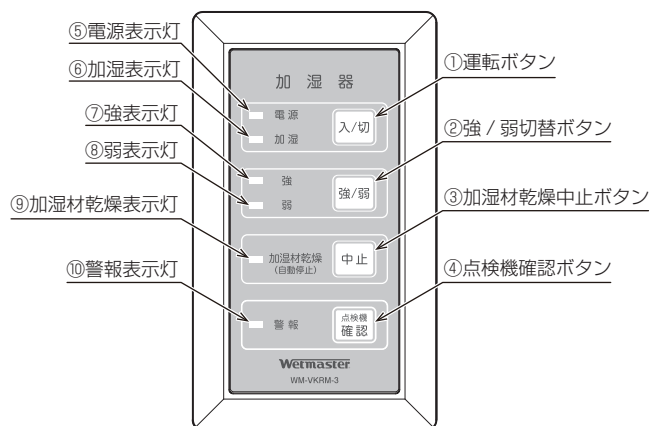 ⑤電源表示灯
⑥加湿表示灯
⑦強表示灯
⑧弱表示灯
⑨加湿材乾燥表示灯
⑩警報表示灯
加湿器
電源
加湿
入/切
強
弱
強/弱
加湿材乾燥
(自動停止)
中止
警報
点検機
確認
Wetmaster
WM-VKRM-3
①運転ボタン
②強 / 弱切替ボタン
③加湿材乾燥中止ボタン
④点検機確認ボタン